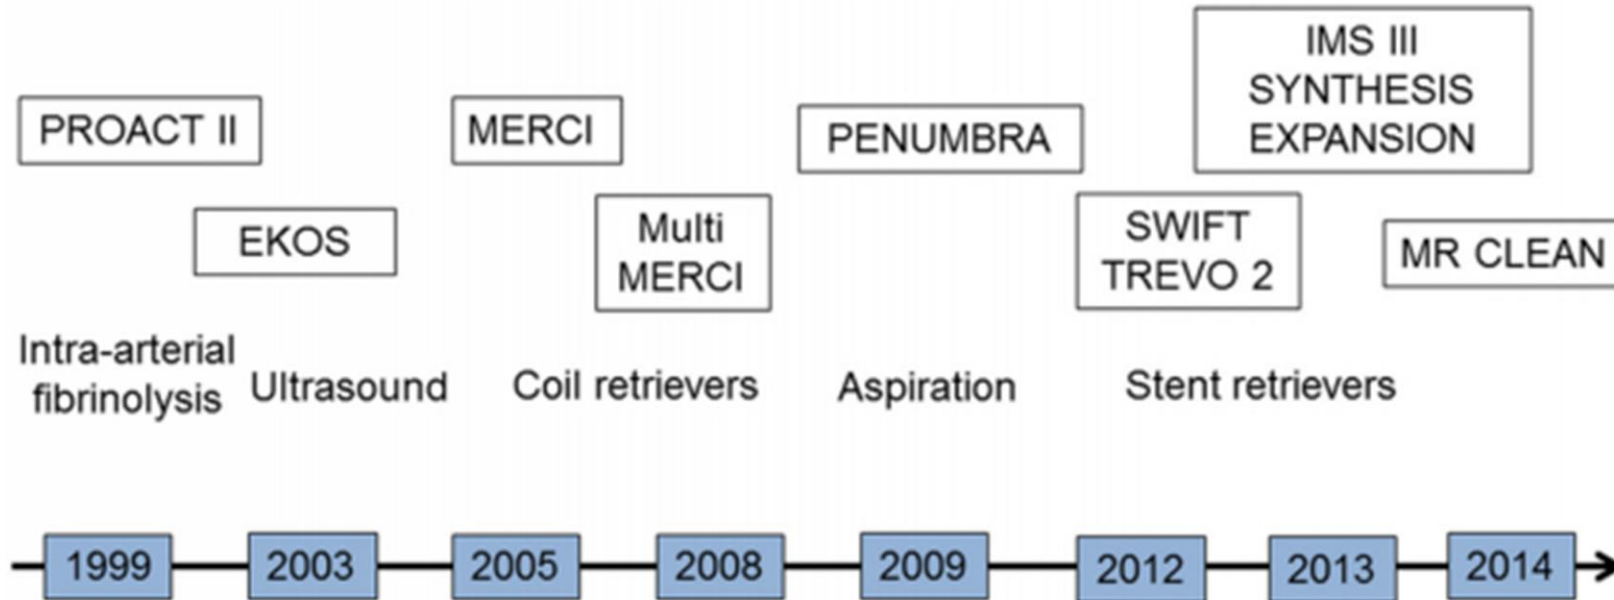 PROACT II
EKOS
MERCI
Multi
MERCI
PENUMBRA
SWIFT
TREVO 2
IMS III
SYNTHESIS
EXPANSION
MR CLEAN
Intra-arterial
fibrinolysis
Ultrasound
Coil retrievers
Aspiration
Stent retrievers
1999
2003
2005
2008
2009
2012
2013
2014